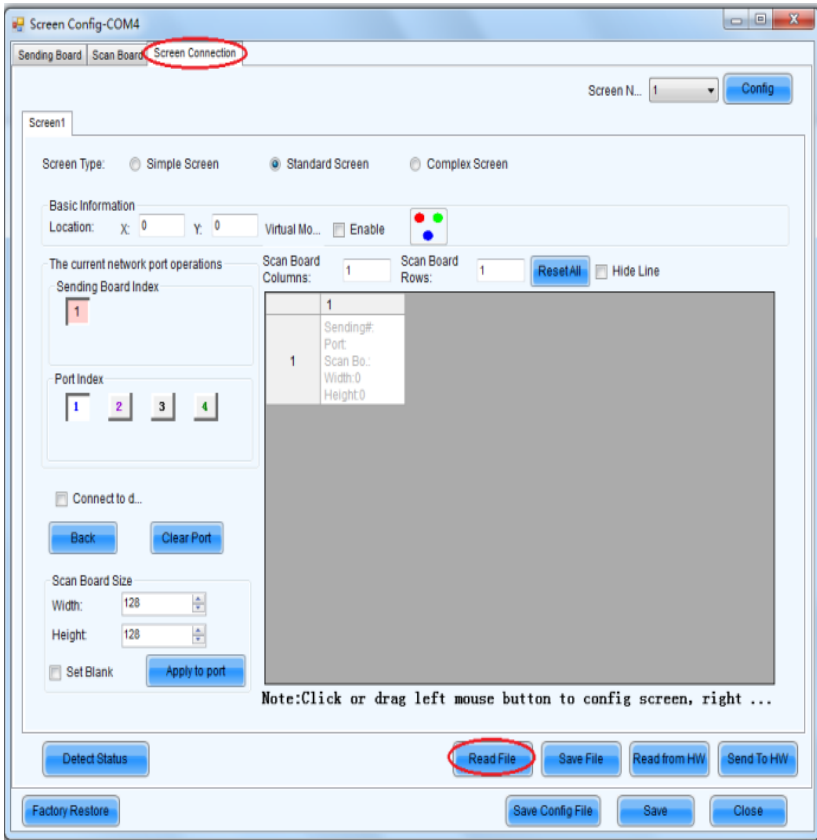 Screen Config-COM4
Sending Board Scan Board Screen Connection
Screen N... 1 Config
Screen1
Screen Type: Simple Screen Standard Screen Complex Screen
Basic Information
Location: X: 0 Y: 0 Virtual Mo... Enable
The current network port operations
Sending Board Index
1
Port Index
1 2 3 4
Connect to d...
Back Clear Port
Scan Board Size
Width: 128
Height: 128
Set Blank Apply to port
Scan Board Columns: 1 Scan Board Rows: 1 Reset All Hide Line
1
1
Sending#:
Port:
Scan Bo.:
Width:0
Height:0
Note:Click or drag left mouse button to config screen, right ...
Detect Status Read File Save File Read from HW Send To HW
Factory Restore Save Config File Save Close